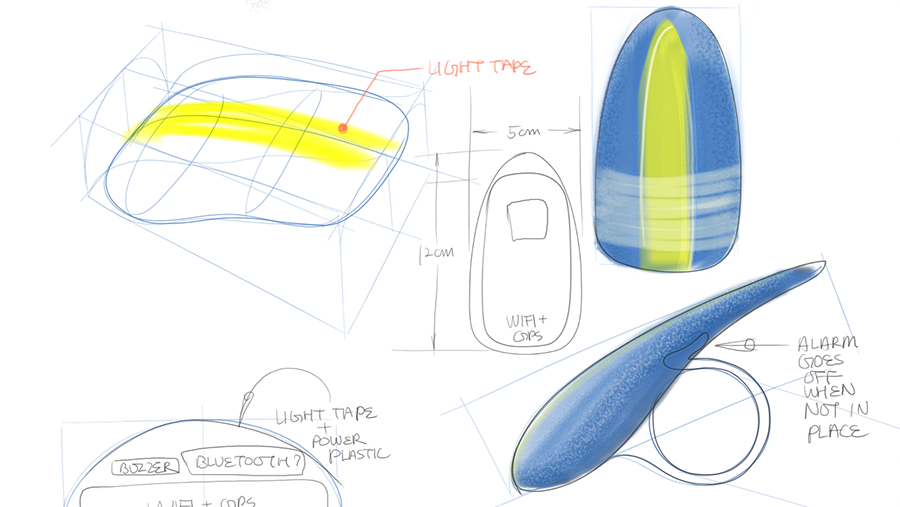 LIGHT TAPE
5cm
12cm
WIFI +
GPS
ALARM
GOES
OFF
WHEN
NOT IN
PLACE
LIGHT TAPE
+
POWER
PLASTIC
BUZZER
BLUETOOTH?
WIFI + GPS